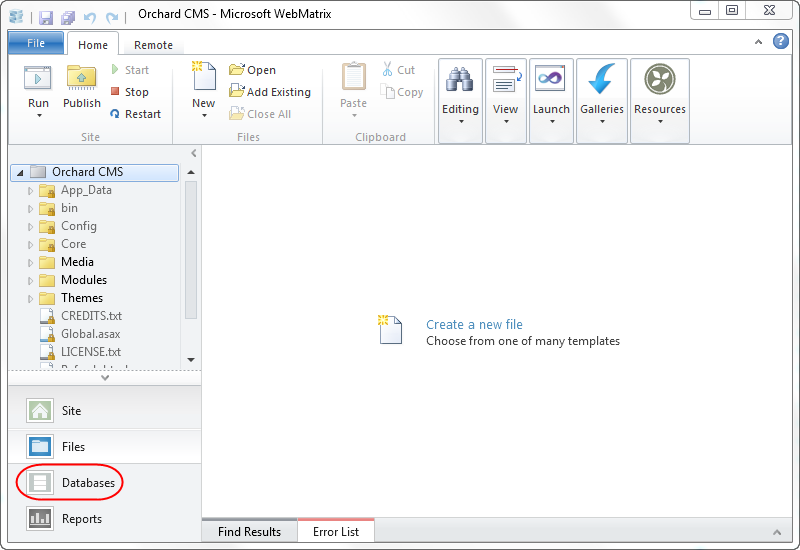 Orchard CMS - Microsoft WebMatrix
File Home Remote
Run Publish Start Stop Restart
Site
New Open Add Existing Close All
Files
Paste Cut Copy
Clipboard
Editing View Launch Galleries Resources
Orchard CMS
App_Data
bin
Config
Core
Media
Modules
Themes
CREDITS.txt
Global.asax
LICENSE.txt
Create a new file
Choose from one of many templates
Site
Files
Databases
Reports
Find Results Error List